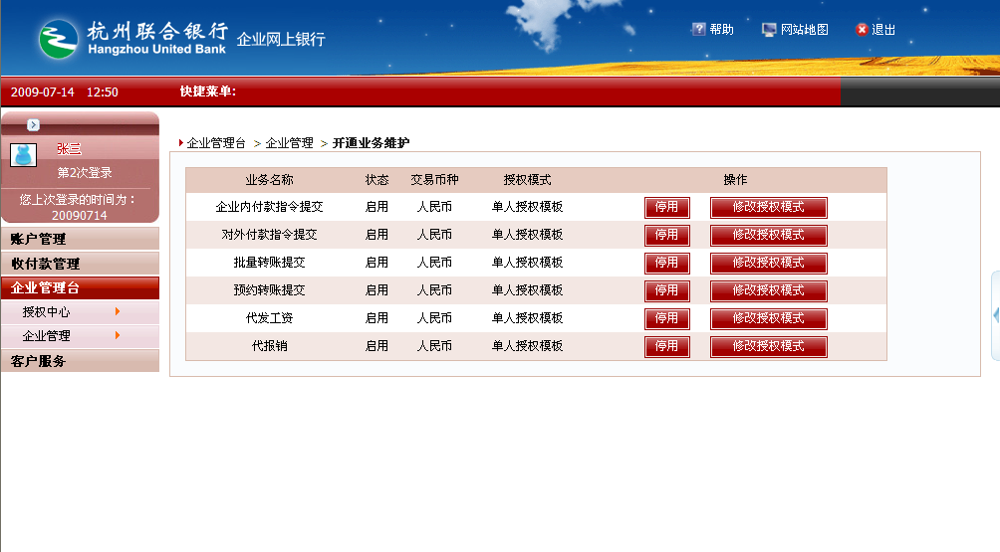 杭州联合银行 企业网上银行
Hangzhou United Bank
帮助 网站地图 退出
2009-07-14 12:50 快捷菜单:
张三
第2次登录
您上次登录的时间为：
20090714
账户管理
收付款管理
企业管理台
授权中心
企业管理
客户服务
企业管理台 > 企业管理 > 开通业务维护
业务名称 状态 交易币种 授权模式 操作
企业内付款指令提交 启用 人民币 单人授权模板 停用 修改授权模式
对外付款指令提交 启用 人民币 单人授权模板 停用 修改授权模式
批量转账提交 启用 人民币 单人授权模板 停用 修改授权模式
预约转账提交 启用 人民币 单人授权模板 停用 修改授权模式
代发工资 启用 人民币 单人授权模板 停用 修改授权模式
代报销 启用 人民币 单人授权模板 停用 修改授权模式